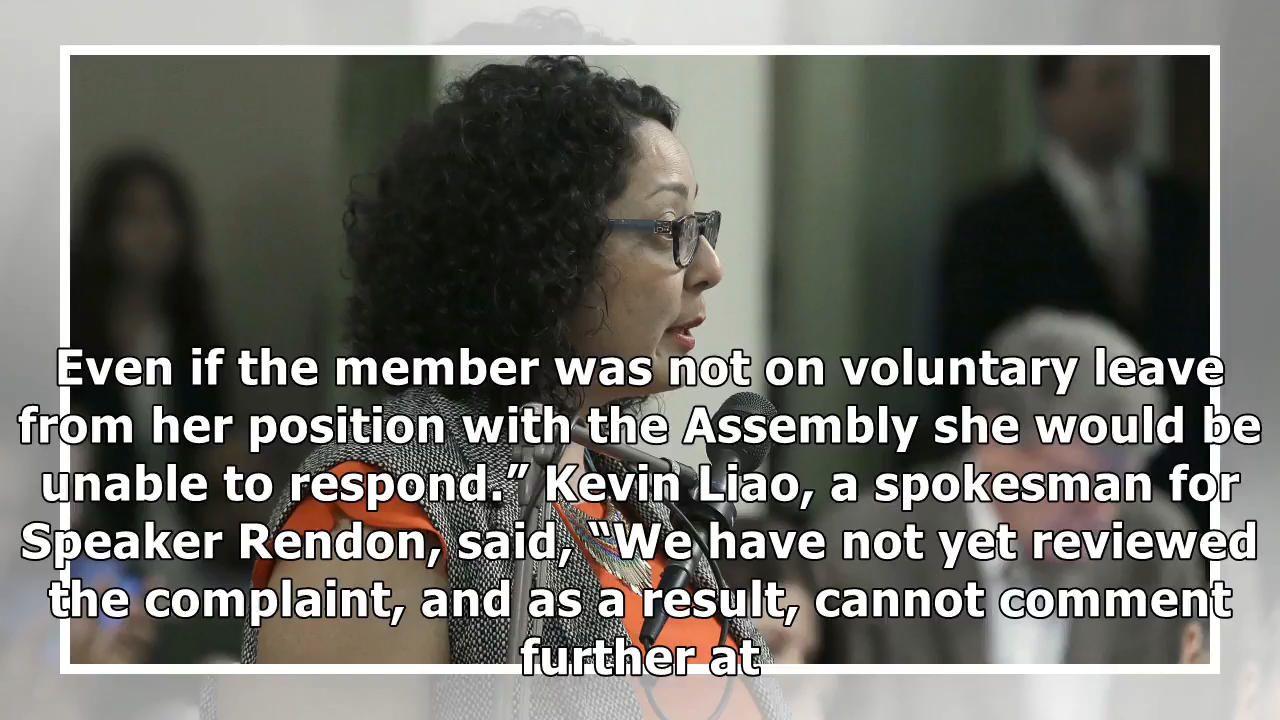 Even if the member was not on voluntary leave
from her position with the Assembly she would be
unable to respond.” Kevin Liao, a spokesman for
Speaker Rendon, said, “We have not yet reviewed
the complaint, and as a result, cannot comment
further at